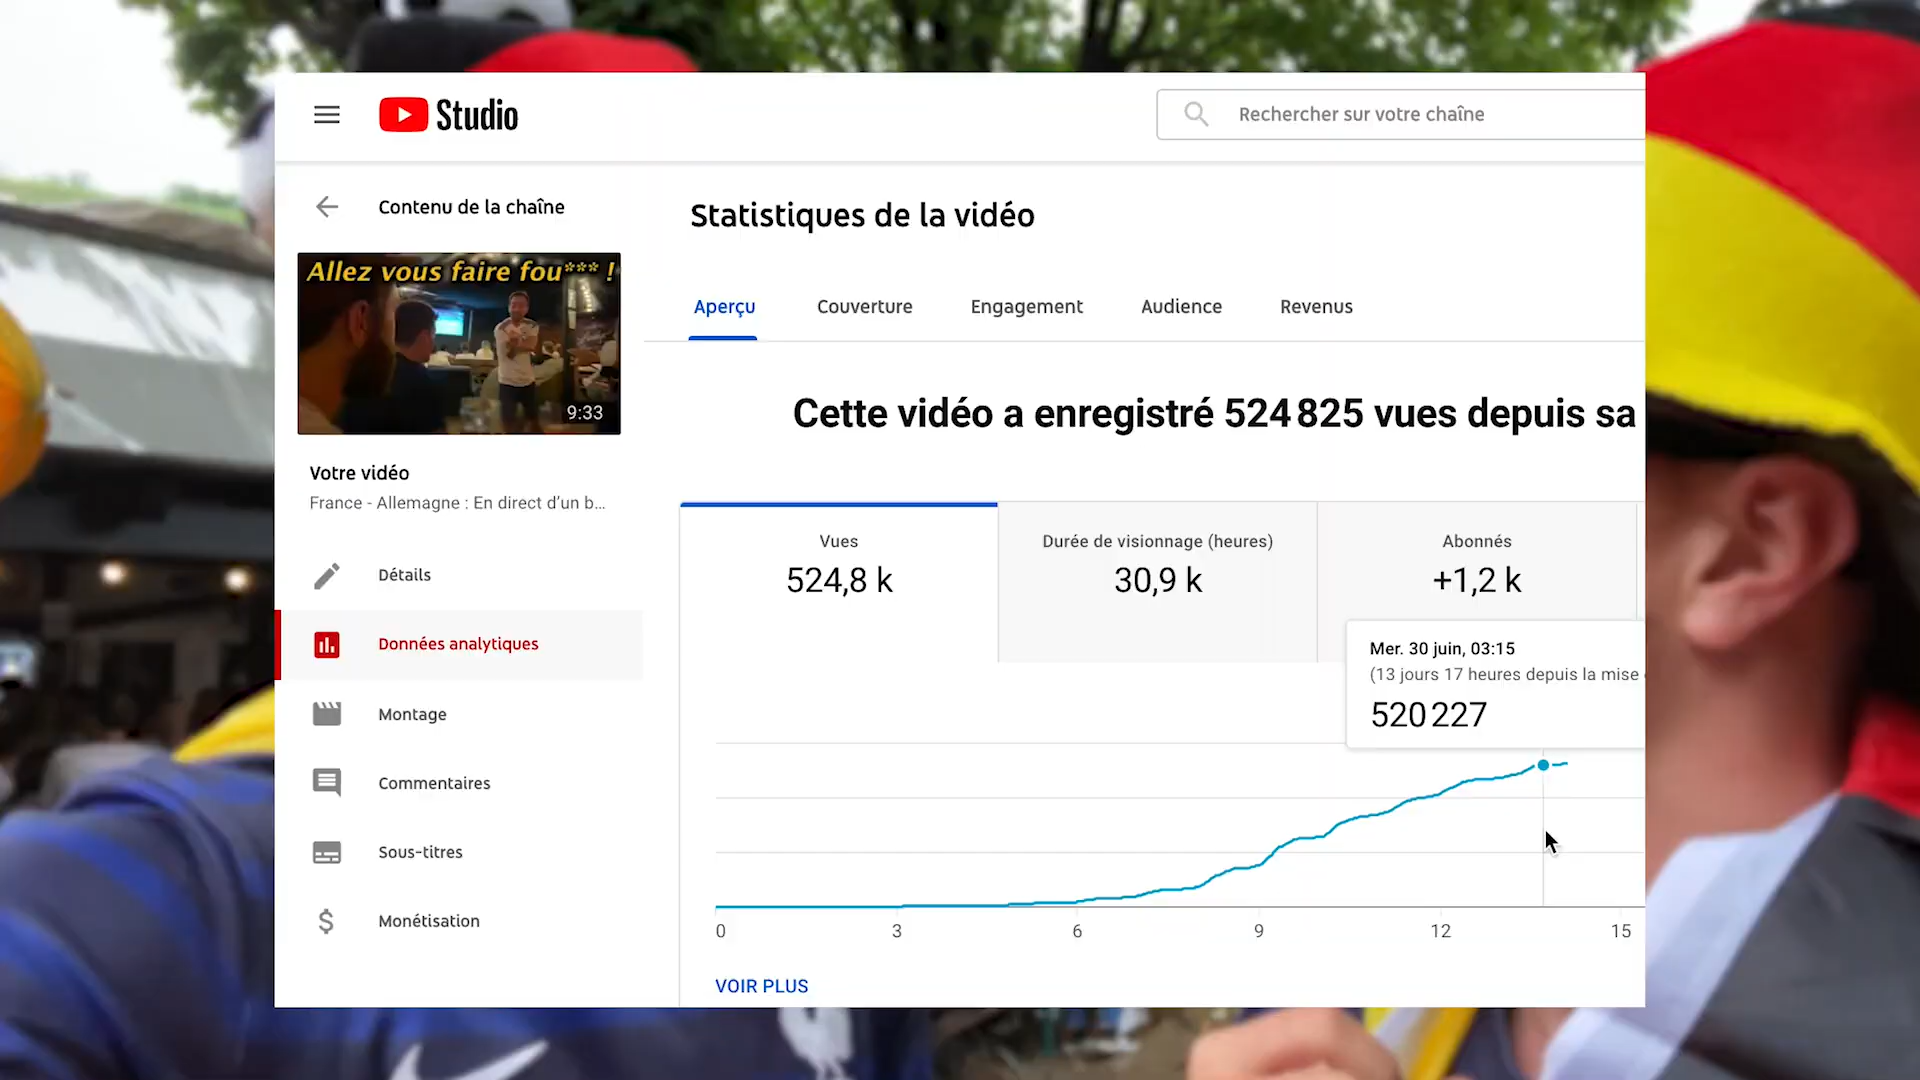 Studio
Rechercher sur votre chaîne
Contenu de la chaîne
Statistiques de la vidéo
Allez vous faire fou*** !
9:33
Aperçu
Couverture
Engagement
Audience
Revenus
Cette vidéo a enregistré 524 825 vues depuis sa
Votre vidéo
France - Allemagne : En direct d’un b...
Vues
524,8 k
Durée de visionnage (heures)
30,9 k
Abonnés
+1,2 k
Mer. 30 juin, 03:15
(13 jours 17 heures depuis la mise
520 227
Détails
Données analytiques
Montage
Commentaires
Sous-titres
Monétisation
0 3 6 9 12 15
VOIR PLUS